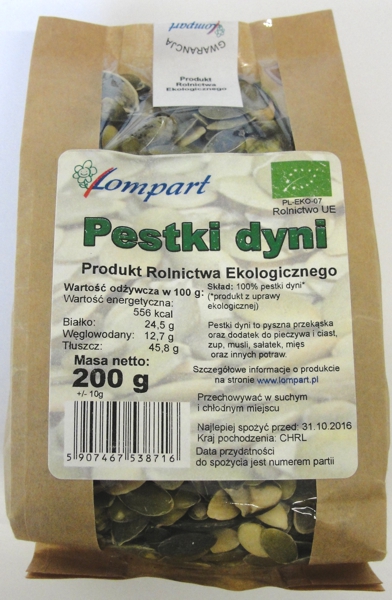 Lompart
GWARANCJA
Produkt
Rolnictwa
Ekologicznego
Lompart
PL-EKO-07
Rolnictwo UE
Pestki dyni
Produkt Rolnictwa Ekologicznego
Wartość odżywcza w 100 g:
Wartość energetyczna:
556 kcal
Białko: 24,5 g
Węglowodany: 12,7 g
Tłuszcz: 45,8 g
Masa netto:
200 g
+/- 10g
5 907467 538716
Skład: 100% pestki dyni*
(*produkt z uprawy
ekologicznej)
Pestki dyni to pyszna przekąska
oraz dodatek do pieczywa i ciast,
zup, musli, sałatek, mięs
oraz innych potraw.
Szczegółowe informacje o produkcie
na stronie www.lompart.pl
Przechowywać w suchym
i chłodnym miejscu
Najlepiej spożyć przed: 31.10.2016
Kraj pochodzenia: CHRL
Data przydatności
do spożycia jest numerem partii